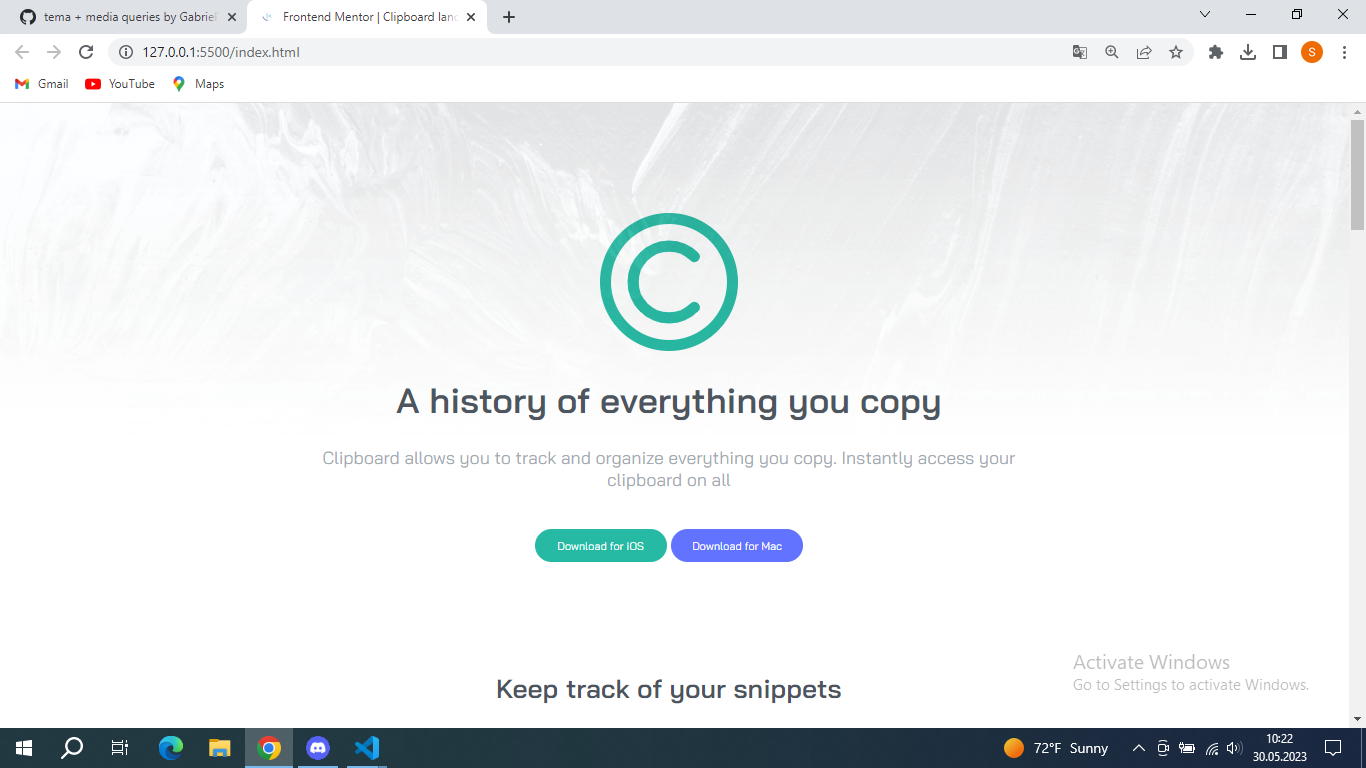 tema + media queries by Gabriel
Frontend Mentor | Clipboard lan
127.0.0.1:5500/index.html
S
Gmail
YouTube
Maps
C
A history of everything you copy
Clipboard allows you to track and organize everything you copy. Instantly access your
clipboard on all
Download for iOS
Download for Mac
Keep track of your snippets
Activate Windows
Go to Settings to activate Windows.
72°F Sunny
10:22
30.05.2023